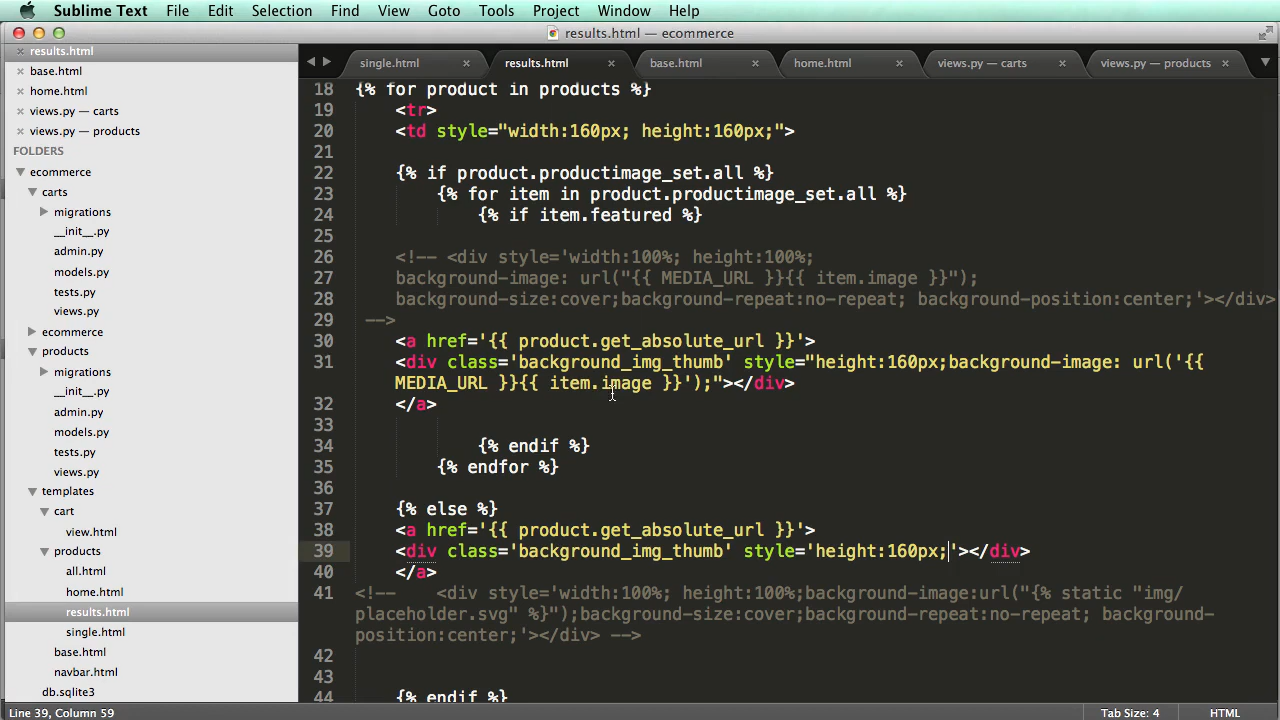 Sublime Text File Edit Selection Find View Goto Tools Project Window Help
results.html — ecommerce
results.html
base.html
home.html
views.py — carts
views.py — products
FOLDERS
ecommerce
carts
migrations
__init__.py
admin.py
models.py
tests.py
views.py
ecommerce
products
migrations
__init__.py
admin.py
models.py
tests.py
views.py
templates
cart
view.html
products
all.html
home.html
results.html
single.html
base.html
navbar.html
db.sqlite3
single.html results.html base.html home.html views.py — carts views.py — products
18 {% for product in products %}
19 <tr>
20 <td style="width:160px; height:160px;">
21
22 {% if product.productimage_set.all %}
23 {% for item in product.productimage_set.all %}
24 {% if item.featured %}
25
26 <!-- <div style='width:100%; height:100%;
27 background-image: url("{{ MEDIA_URL }}{{ item.image }}");
28 background-size:cover;background-repeat:no-repeat; background-position:center;'></div>
29 -->
30 <a href='{{ product.get_absolute_url }}'>
31 <div class='background_img_thumb' style="height:160px;background-image: url('{{
MEDIA_URL }}{{ item.image }}');"></div>
32 </a>
33
34 {% endif %}
35 {% endfor %}
36
37 {% else %}
38 <a href='{{ product.get_absolute_url }}'>
39 <div class='background_img_thumb' style='height:160px;'></div>
40 </a>
41 <!-- <div style='width:100%; height:100%;background-image:url("{% static "img/
placeholder.svg" %}");background-size:cover;background-repeat:no-repeat; background-
position:center;'></div> -->
42
43
44 {% endif %}
Line 39, Column 59 Tab Size: 4 HTML